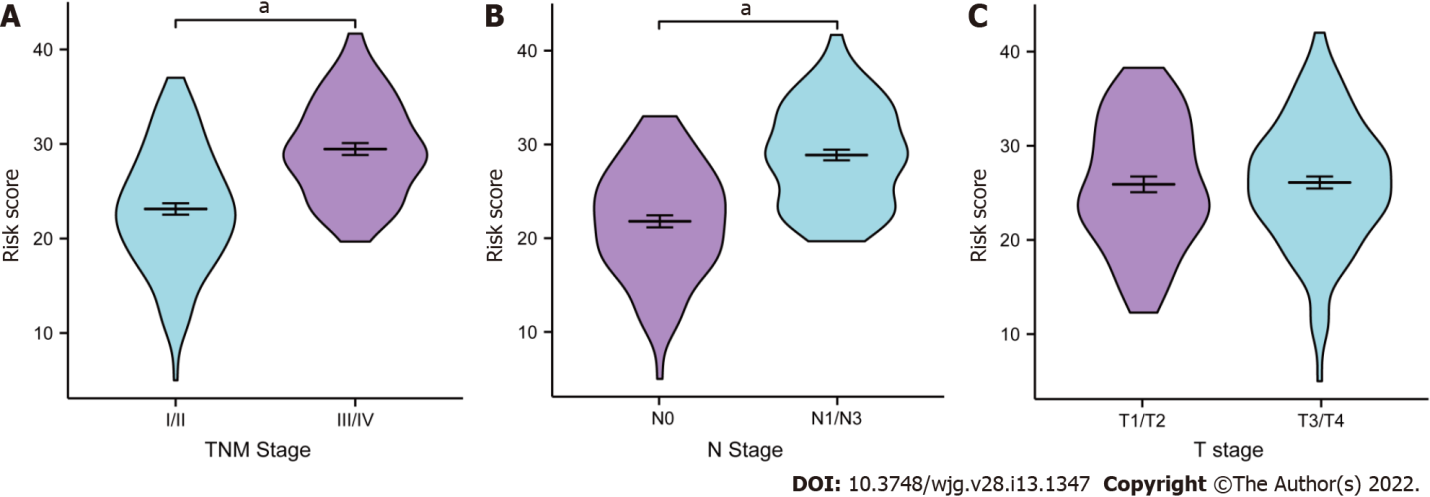 A
a
Risk score
40
30
20
10
I/II
III/IV
TNM Stage
B
a
Risk score
40
30
20
10
N0
N1/N3
N Stage
C
Risk score
40
30
20
10
T1/T2
T3/T4
T stage
DOI: 10.3748/wjg.v28.i13.1347 Copyright ©The Author(s) 2022.